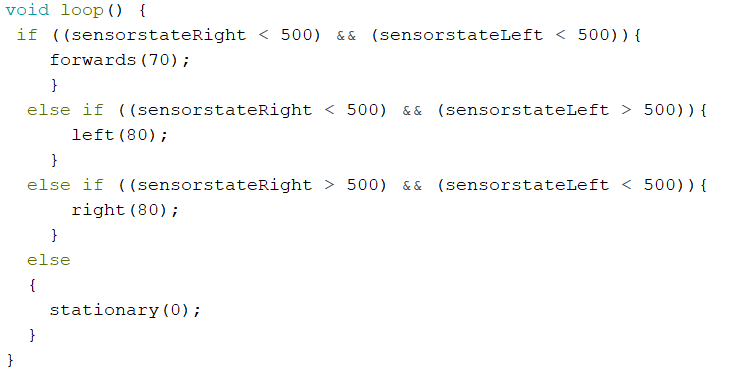 void loop() {
if ((sensorstateRight < 500) && (sensorstateLeft < 500)){
forwards(70);
}
else if ((sensorstateRight < 500) && (sensorstateLeft > 500)){
left(80);
}
else if ((sensorstateRight > 500) && (sensorstateLeft < 500)){
right(80);
}
else
{
stationary(0);
}
}